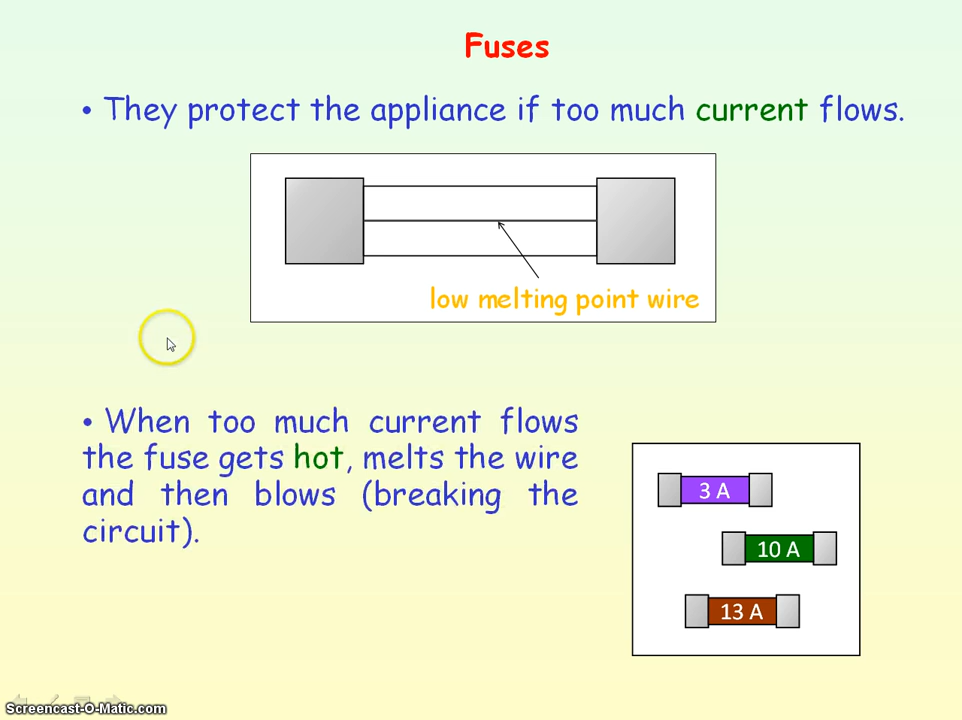 Fuses
• They protect the appliance if too much current flows.
low melting point wire
• When too much current flows
the fuse gets hot, melts the wire
and then blows (breaking the
circuit).
3 A
10 A
13 A
Screencast-O-Matic.com